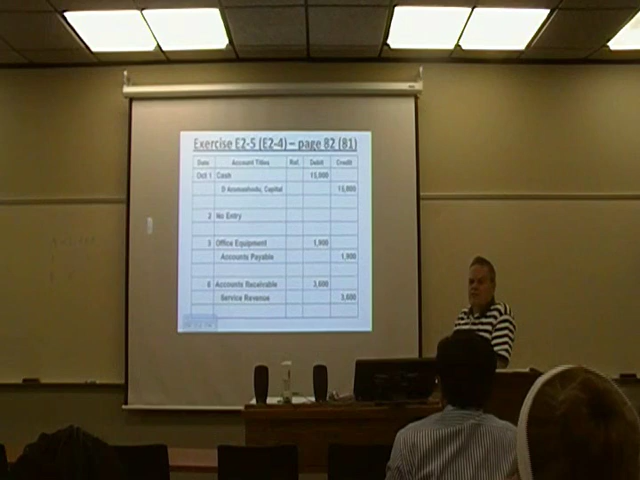 Exercise E2-5 (E2-4) – page 82 (81)
Date Account Titles Ref. Debit Credit
Oct 1 Cash 15,000
Capital 15,000
2 No Entry
3 Office Equipment 1,900
Accounts Payable 1,900
6 Accounts Receivable 3,600
Service Revenue 3,600